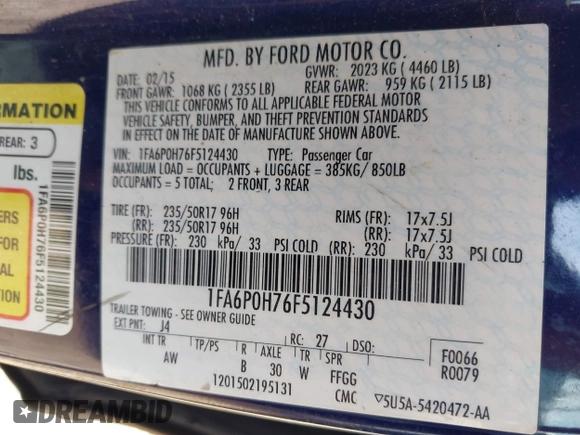 MFD. BY FORD MOTOR CO.
DATE: 02/15 GVWR: 2023 KG ( 4460 LB)
FRONT GAWR: 1068 KG ( 2355 LB) REAR GAWR: 959 KG ( 2115 LB)
THIS VEHICLE CONFORMS TO ALL APPLICABLE FEDERAL MOTOR
VEHICLE SAFETY, BUMPER, AND THEFT PREVENTION STANDARDS
IN EFFECT ON THE DATE OF MANUFACTURE SHOWN ABOVE.
VIN: 1FA6P0H76F5124430 TYPE: Passenger Car
MAXIMUM LOAD = OCCUPANTS + LUGGAGE = 385KG/ 850LB
OCCUPANTS = 5 TOTAL; 2 FRONT, 3 REAR
TIRE (FR): 235/50R17 96H RIMS (FR): 17x7.5J
(RR): 235/50R17 96H (RR): 17x7.5J
PRESSURE (FR): 230 kPa/ 33 PSI COLD (RR): 230 kPa/ 33 PSI COLD
1FA6P0H76F5124430
TRAILER TOWING - SEE OWNER GUIDE
EXT PNT: J4 RC: 27 DSO: F0066
INT TR TP/PS R AXLE TR SPR R0079
AW B 30 W FFGG
1201502195131 CMC ▽5U5A-5420472-AA
ORMATION
REAR: 3
lbs.
ERS
FOR
NAL
1FA6P0H76F5124430
DREAMBID